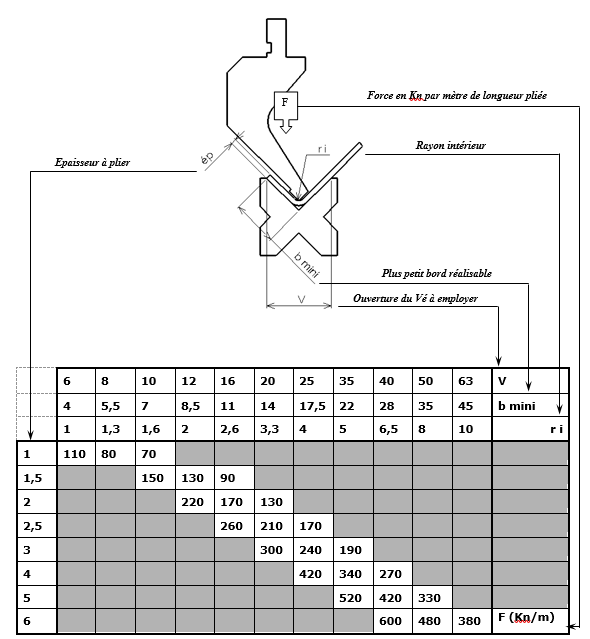 Force en Kn par mètre de longueur pliée
F
Rayon intérieur
r i
ép
Epaisseur à plier
b mini
Plus petit bord réalisable
V
Ouverture du Vé à employer
6 8 10 12 16 20 25 35 40 50 63 V
4 5,5 7 8,5 11 14 17,5 22 28 35 45 b mini
1 1,3 1,6 2 2,6 3,3 4 5 6,5 8 10 r i
1 110 80 70
1,5 150 130 90
2 220 170 130
2,5 260 210 170
3 300 240 190
4 420 340 270
5 520 420 330
6 600 480 380 F (Kn/m)